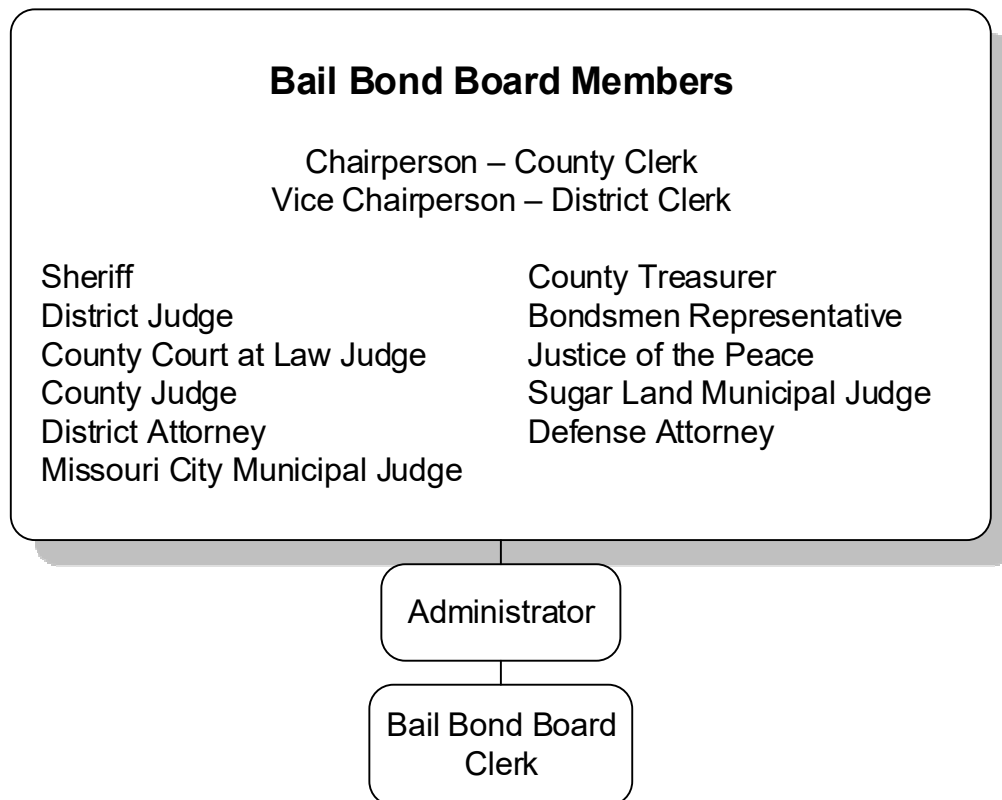 Bail Bond Board Members
Chairperson – County Clerk
Vice Chairperson – District Clerk
Sheriff
District Judge
County Court at Law Judge
County Judge
District Attorney
Missouri City Municipal Judge
County Treasurer
Bondsmen Representative
Justice of the Peace
Sugar Land Municipal Judge
Defense Attorney
Administrator
Bail Bond Board
Clerk